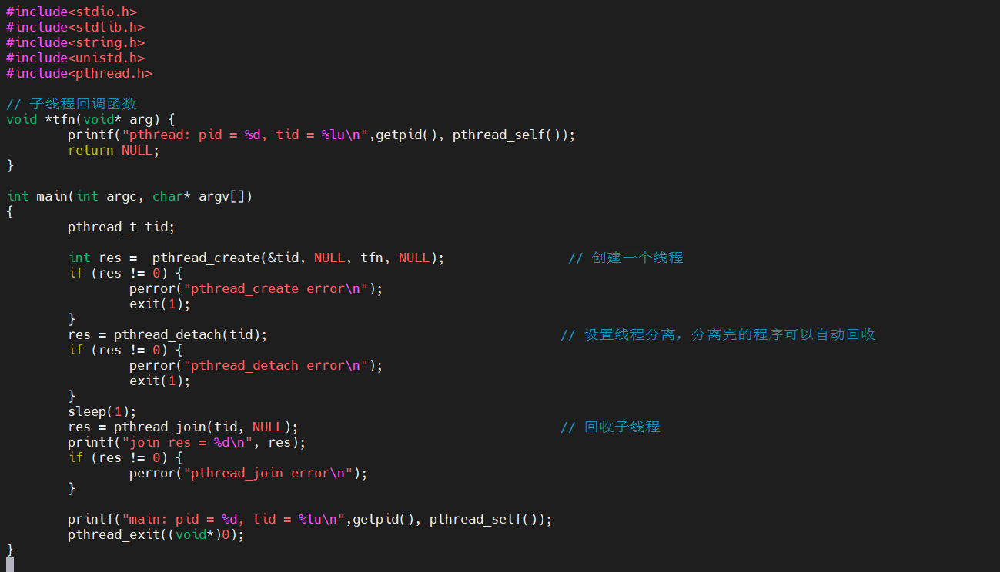 #include<stdio.h>
#include<stdlib.h>
#include<string.h>
#include<unistd.h>
#include<pthread.h>
// 子线程回调函数
void *tfn(void* arg) {
printf("pthread: pid = %d, tid = %lu\n",getpid(), pthread_self());
return NULL;
}
int main(int argc, char* argv[])
{
pthread_t tid;
int res =  pthread_create(&tid, NULL, tfn, NULL); // 创建一个线程
if (res != 0) {
perror("pthread_create error\n");
exit(1);
}
res = pthread_detach(tid); // 设置线程分离，分离完的程序可以自动回收
if (res != 0) {
perror("pthread_detach error\n");
exit(1);
}
sleep(1);
res = pthread_join(tid, NULL); // 回收子线程
printf("join res = %d\n", res);
if (res != 0) {
perror("pthread_join error\n");
}
printf("main: pid = %d, tid = %lu\n",getpid(), pthread_self());
pthread_exit((void*)0);
}